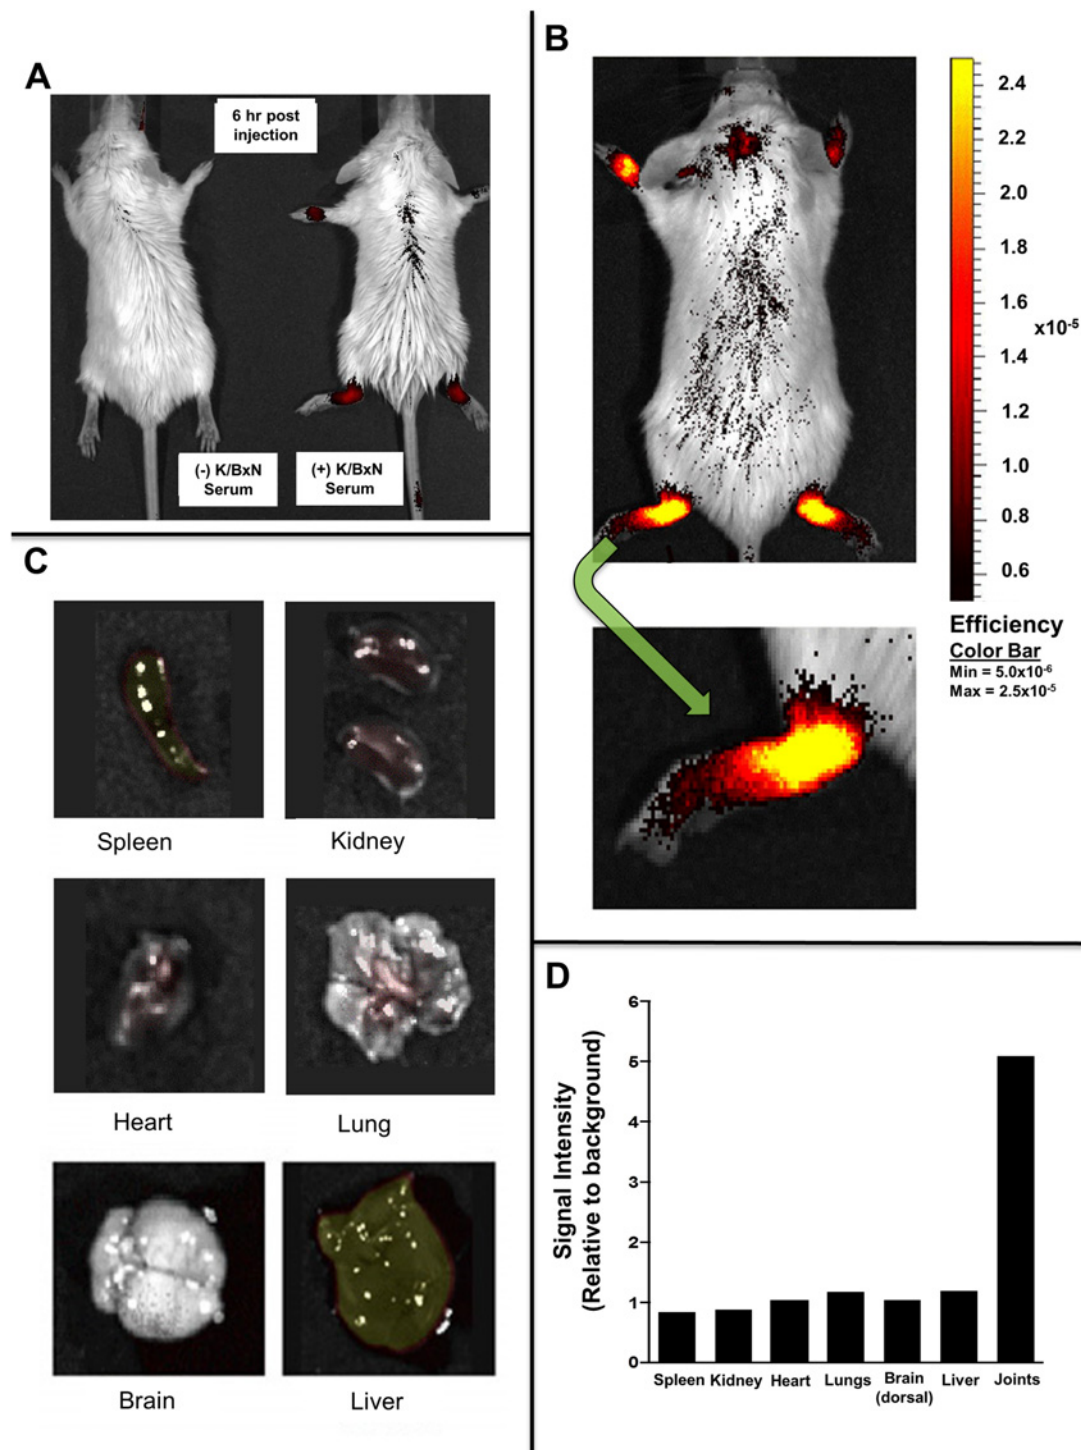 A
6 hr post
injection
(-) K/BxN
Serum
(+) K/BxN
Serum
B
2.4
2.2
2.0
1.8
1.6
1.4
1.2
1.0
0.8
0.6
x10-5
Efficiency
Color Bar
Min = 5.0x10-6
Max = 2.5x10-5
C
Spleen
Kidney
Heart
Lung
Brain
Liver
D
Signal Intensity
(Relative to background)
6
5
4
3
2
1
0
Spleen Kidney Heart Lungs Brain Liver Joints
(dorsal)